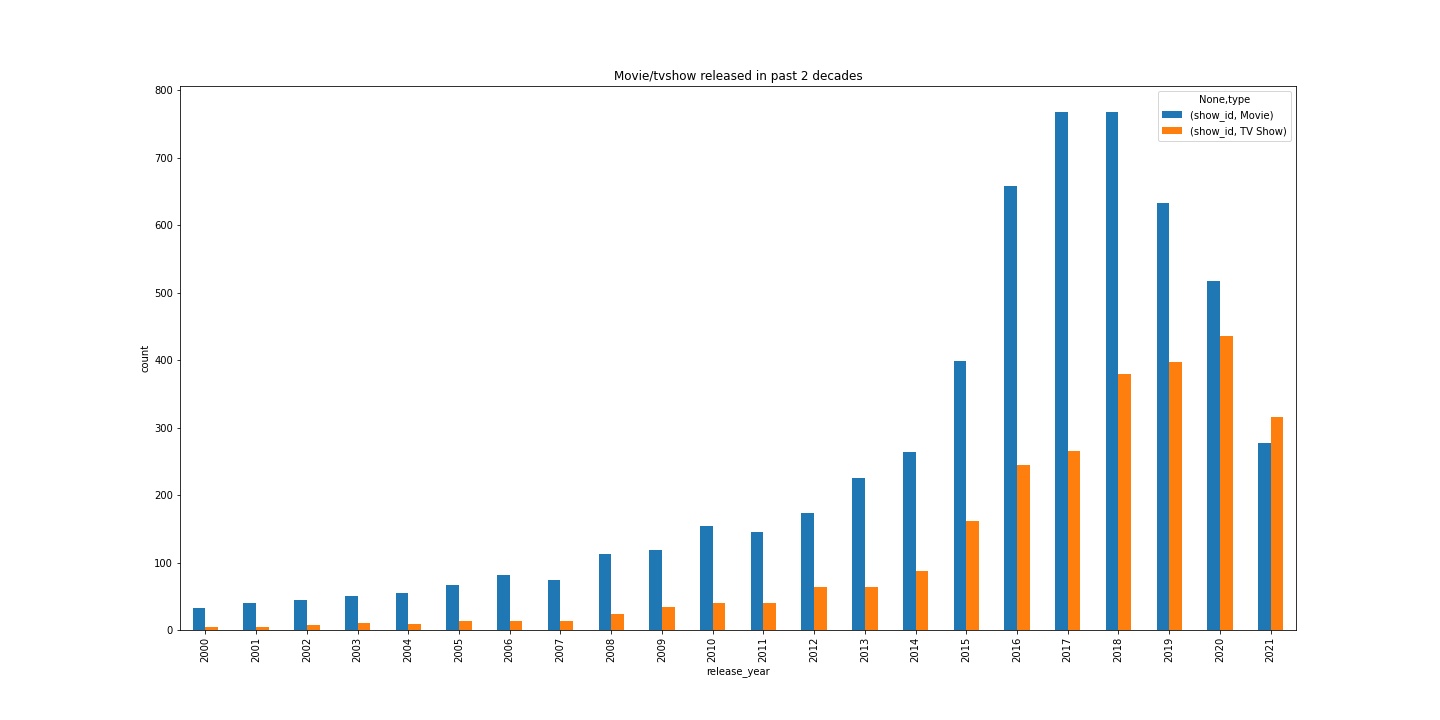 Movie/tvshow released in past 2 decades
None,type
(show_id, Movie)
(show_id, TV Show)
count
800
700
600
500
400
300
200
100
0
2000 2001 2002 2003 2004 2005 2006 2007 2008 2009 2010 2011 2012 2013 2014 2015 2016 2017 2018 2019 2020 2021
release_year